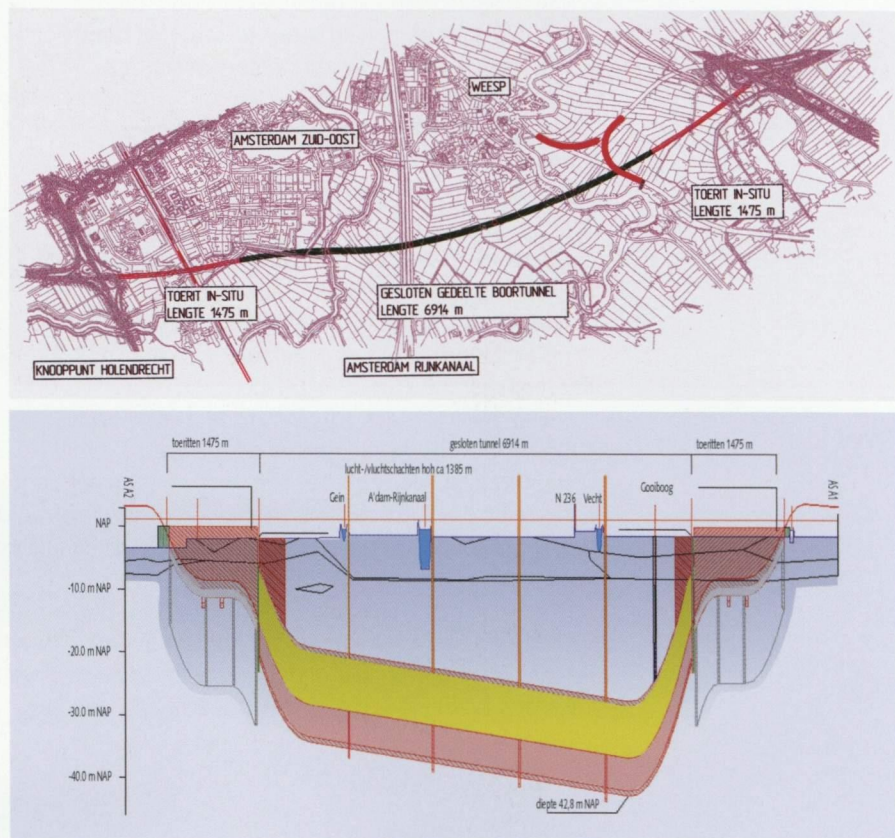 WEESP
AMSTERDAM ZUID-OOST
TOERIT IN-SITU
LENGTE 1475 m
TOERIT IN-SITU
LENGTE 1475 m
GESLOTEN GEDEELTE BOORTUNNEL
LENGTE 6914 m
KNOOPPUNT HOLENDRECHT
AMSTERDAM RIJNKANAAL
toeritten 1475 m
gesloten tunnel 6914 m
toeritten 1475 m
lucht-/vluchtschachten hoh ca 1385 m
AS A2
Gein
A'dam-Rijnkanaal
N 236
Vecht
Gooiboog
AS A1
NAP
-10.0 m NAP
-20.0 m NAP
-30.0 m NAP
-40.0 m NAP
diepte 42,8 m NAP